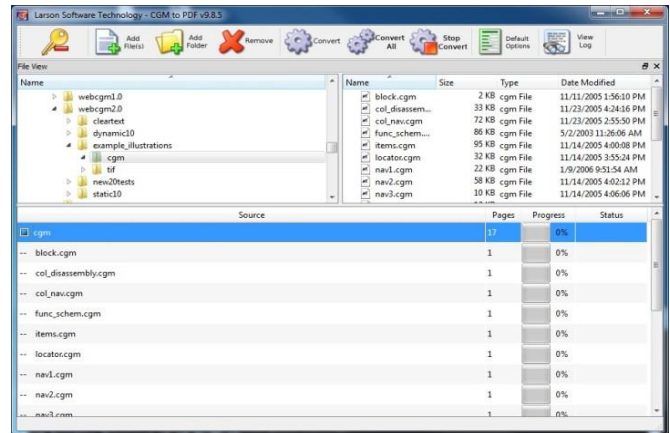 Larson Software Technology - CGM to PDF v9.8.5
Add File(s) Add Folder Remove Convert Convert All Stop Convert Default Options View Log
File View
Name
webcgm1.0
webcgm2.0
cleartext
dynamic10
example_illustrations
cgm
tif
new20tests
static10
Name Size Type Date Modified
block.cgm 2 KB cgm File 11/11/2005 1:56:10 PM
col_disassem... 33 KB cgm File 11/23/2005 4:24:16 PM
col_nav.cgm 72 KB cgm File 11/23/2005 2:55:50 PM
func_schem.... 86 KB cgm File 5/2/2003 11:26:06 AM
items.cgm 95 KB cgm File 11/14/2005 4:00:08 PM
locator.cgm 32 KB cgm File 11/14/2005 3:55:24 PM
nav1.cgm 22 KB cgm File 1/9/2006 9:51:54 AM
nav2.cgm 58 KB cgm File 11/14/2005 4:02:12 PM
nav3.cgm 10 KB cgm File 11/14/2005 4:06:06 PM
Source Pages Progress Status
cgm 17 0%
-- block.cgm 1 0%
-- col_disassembly.cgm 1 0%
-- col_nav.cgm 1 0%
-- func_schem.cgm 1 0%
-- items.cgm 1 0%
-- locator.cgm 1 0%
-- nav1.cgm 1 0%
-- nav2.cgm 1 0%
-- nav3.cgm 1 0%